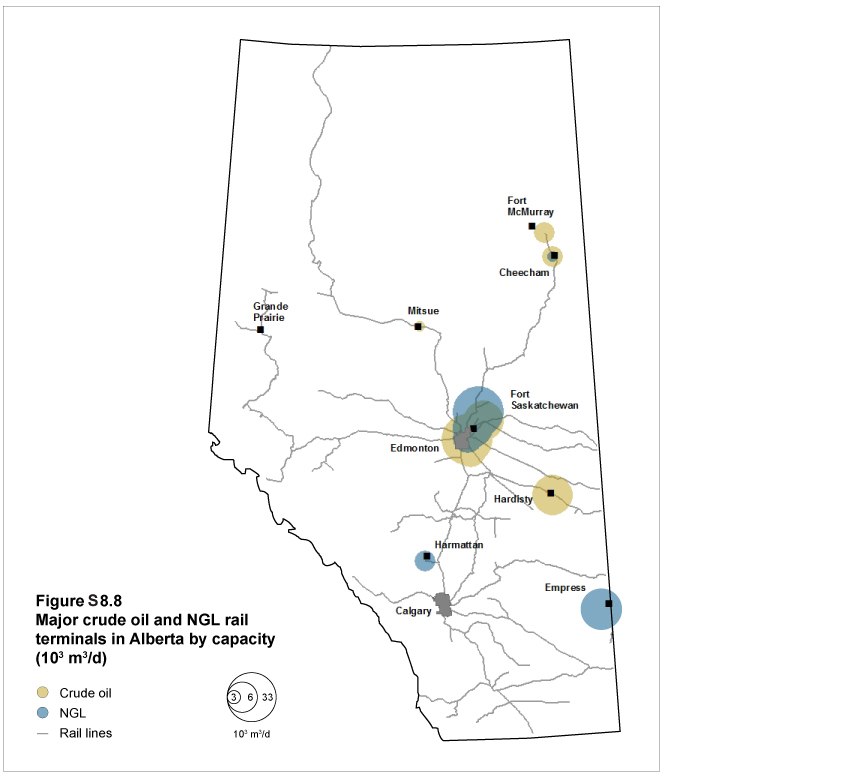 Fort
McMurray
Cheecham
Grande
Prairie
Mitsue
Fort
Saskatchewan
Edmonton
Hardisty
Harmattan
Empress
Calgary
Figure S8.8
Major crude oil and NGL rail
terminals in Alberta by capacity
(10³ m³/d)
Crude oil
NGL
Rail lines
3 6 33
10³ m³/d